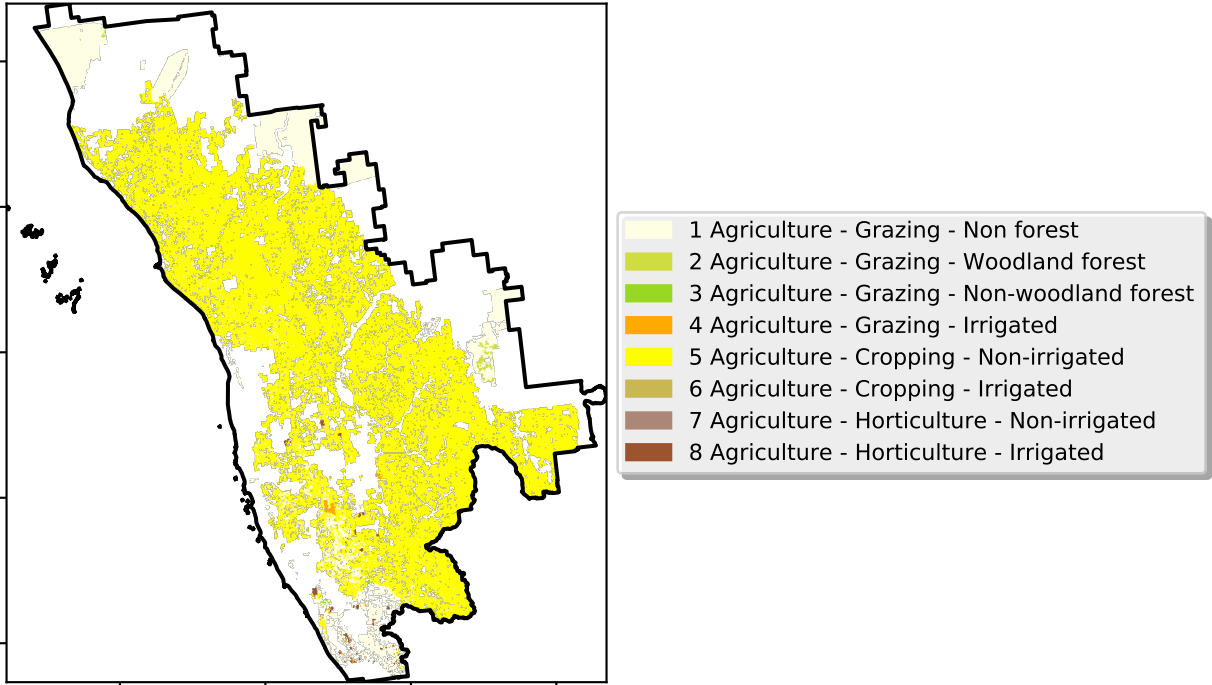 1 Agriculture - Grazing - Non forest
2 Agriculture - Grazing - Woodland forest
3 Agriculture - Grazing - Non-woodland forest
4 Agriculture - Grazing - Irrigated
5 Agriculture - Cropping - Non-irrigated
6 Agriculture - Cropping - Irrigated
7 Agriculture - Horticulture - Non-irrigated
8 Agriculture - Horticulture - Irrigated